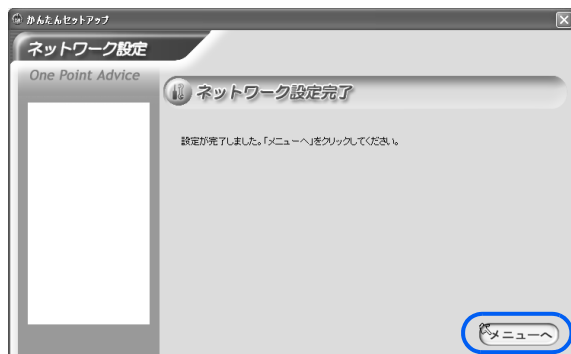 かんたんセットアップ
ネットワーク設定
One Point Advice
ネットワーク設定完了
設定が完了しました。「メニューへ」をクリックしてください。
メニューへ